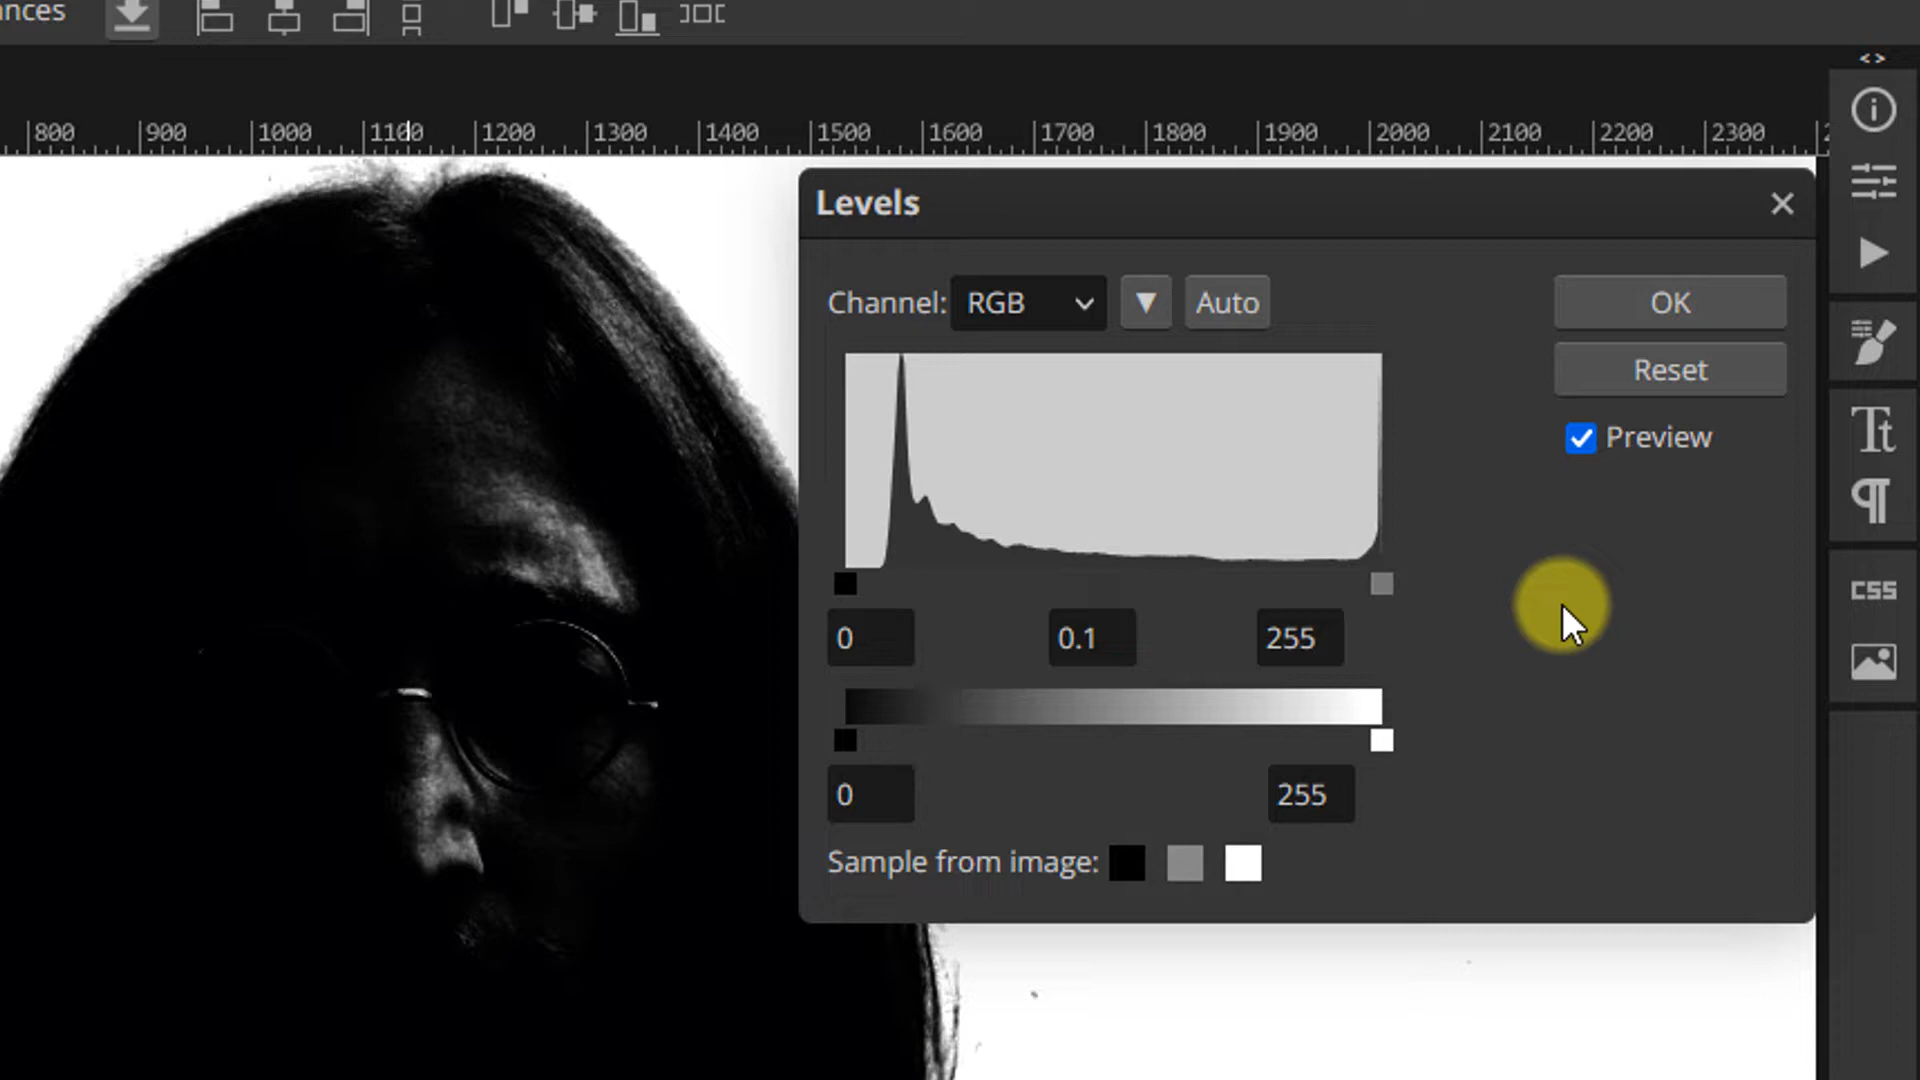 nces
800 900 1000 1100 1200 1300 1400 1500 1600 1700 1800 1900 2000 2100 2200 2300
Levels
Channel: RGB Auto
OK
Reset
Preview
0 0.1 255
0 255
Sample from image:
Tt
CSS